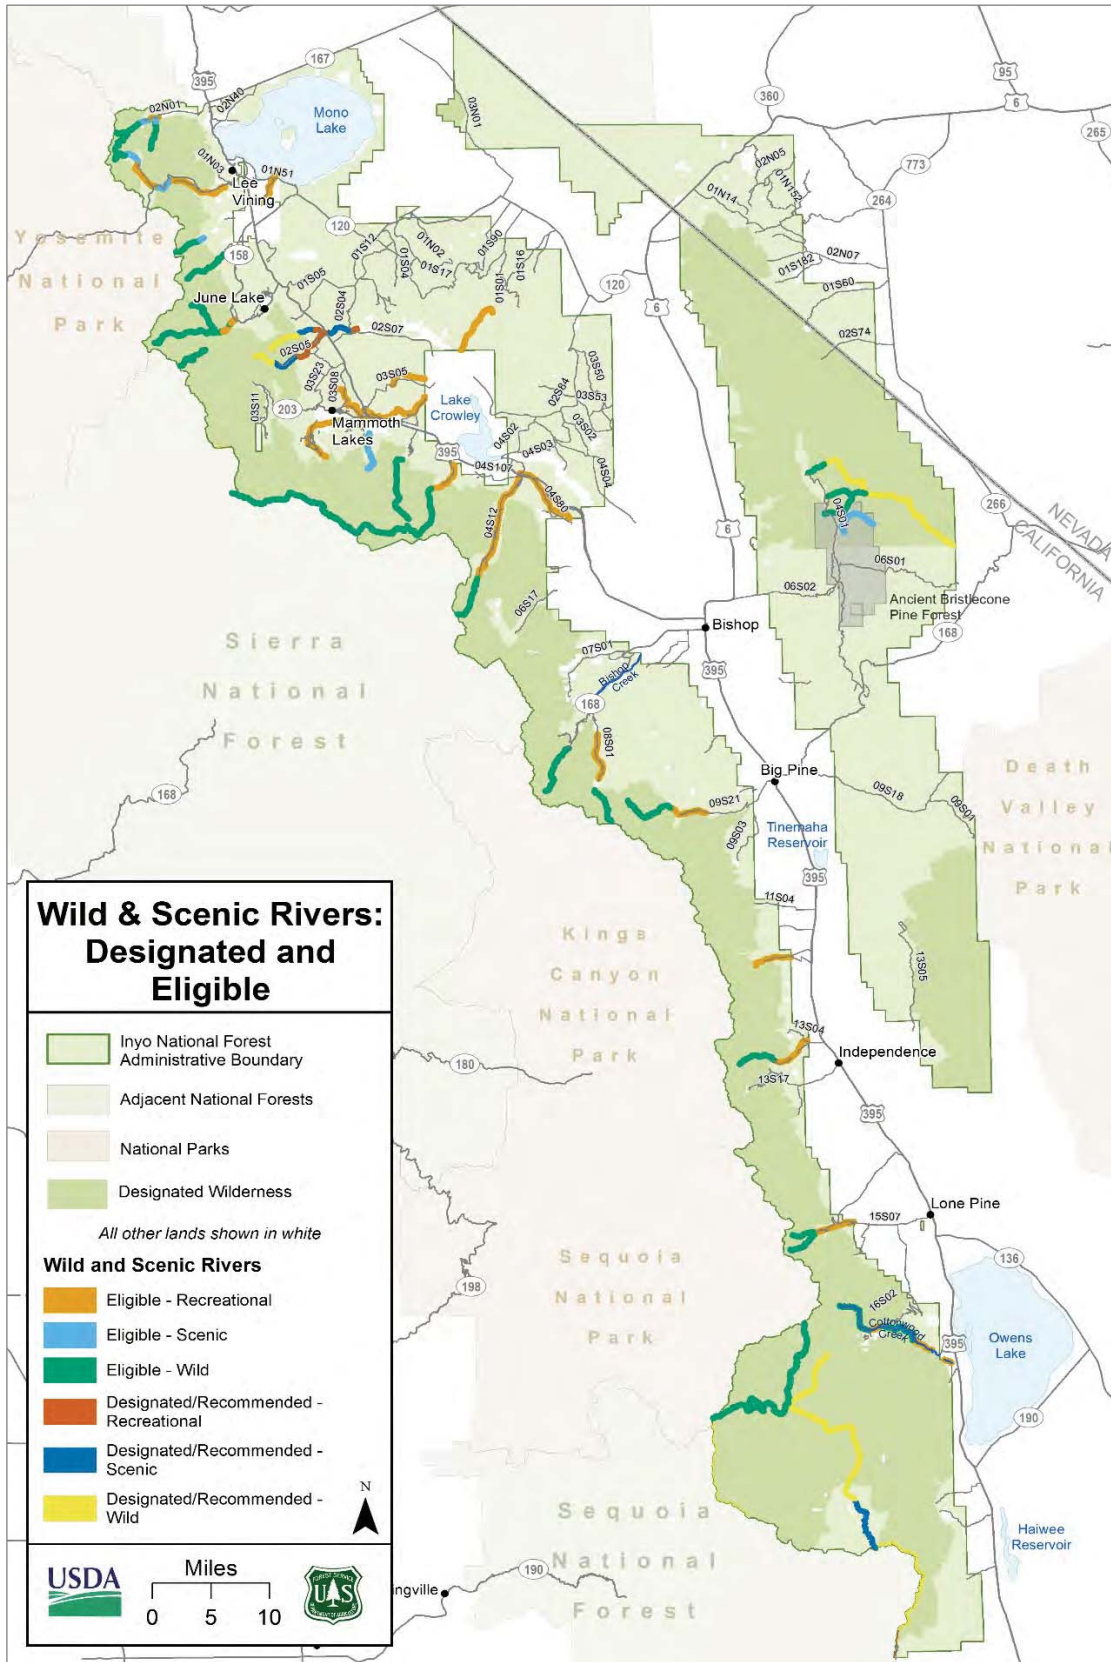 167
395
02N01
02N40
Mono
Lake
03N01
95
6
360
265
01N03
01N51
Lee
Vining
773
02N05
01N14
01N152
264
Yosemite
National
Park
120
158
01S12
01N02
01S04
01S17
01S90
01S16
01S182
02N07
120
6
01S60
01S05
June Lake
02S04
01S01
02S07
02S05
02S74
03S23
03S08
03S05
03S11
203
Mammoth
Lakes
Lake
Crowley
02S84
03S50
03S53
03S02
04S02
04S03
395
04S107
04S04
04S12
04S80
6
04S01
266
NEVADA
CALIFORNIA
06S01
06S02
Ancient Bristlecone
Pine Forest
168
06S17
Bishop
Sierra
National
Forest
07S01
395
Bishop
Creek
168
08S01
Big Pine
Death
Valley
National
Park
168
09S21
09S18
09S01
09S03
Tinemaha
Reservoir
395
11S04
Kings
Canyon
National
Park
13S05
13S04
Independence
180
13S17
395
Lone Pine
15S07
136
Sequoia
National
Park
198
16S02
Cottonwood
Creek
395
Owens
Lake
190
Sequoia
National
Forest
Haiwee
Reservoir
190
ingville
Wild & Scenic Rivers:
Designated and
Eligible
Inyo National Forest
Administrative Boundary
Adjacent National Forests
National Parks
Designated Wilderness
All other lands shown in white
Wild and Scenic Rivers
Eligible - Recreational
Eligible - Scenic
Eligible - Wild
Designated/Recommended -
Recreational
Designated/Recommended -
Scenic
Designated/Recommended -
Wild
N
USDA
Miles
0 5 10
FOREST SERVICE
U S
DEPARTMENT OF AGRICULTURE